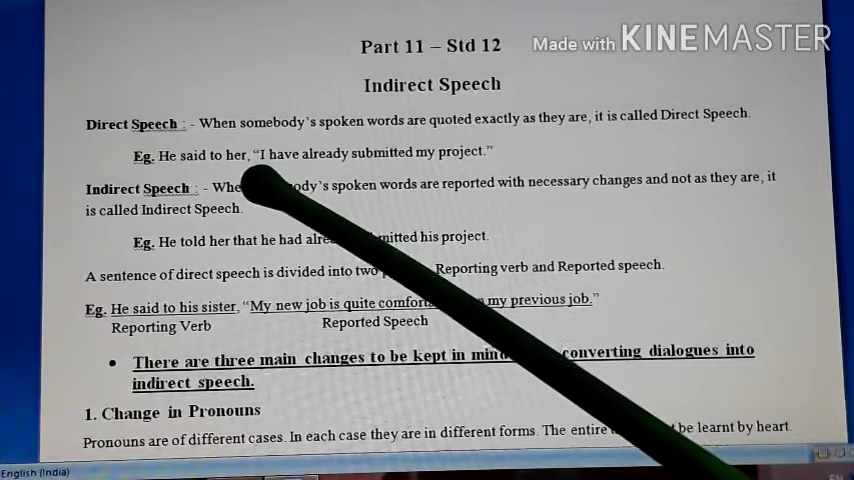 Part 11 – Std 12
Made with KINEMASTER
Indirect Speech
Direct Speech : - When somebody's spoken words are quoted exactly as they are, it is called Direct Speech.
Eg. He said to her, “I have already submitted my project.”
Indirect Speech : - spoken words are reported with necessary changes and not as they are, it
is called Indirect Speech.
Eg. He told her that he had his project.
A sentence of direct speech is divided into two Reporting verb and Reported speech.
Eg. He said to his sister, “My new job is quite my previous job.”
Reporting Verb Reported Speech
• There are three main changes to be kept in converting dialogues into
indirect speech.
1. Change in Pronouns
Pronouns are of different cases. In each case they are in different forms. The entire be learnt by heart.
English (India)